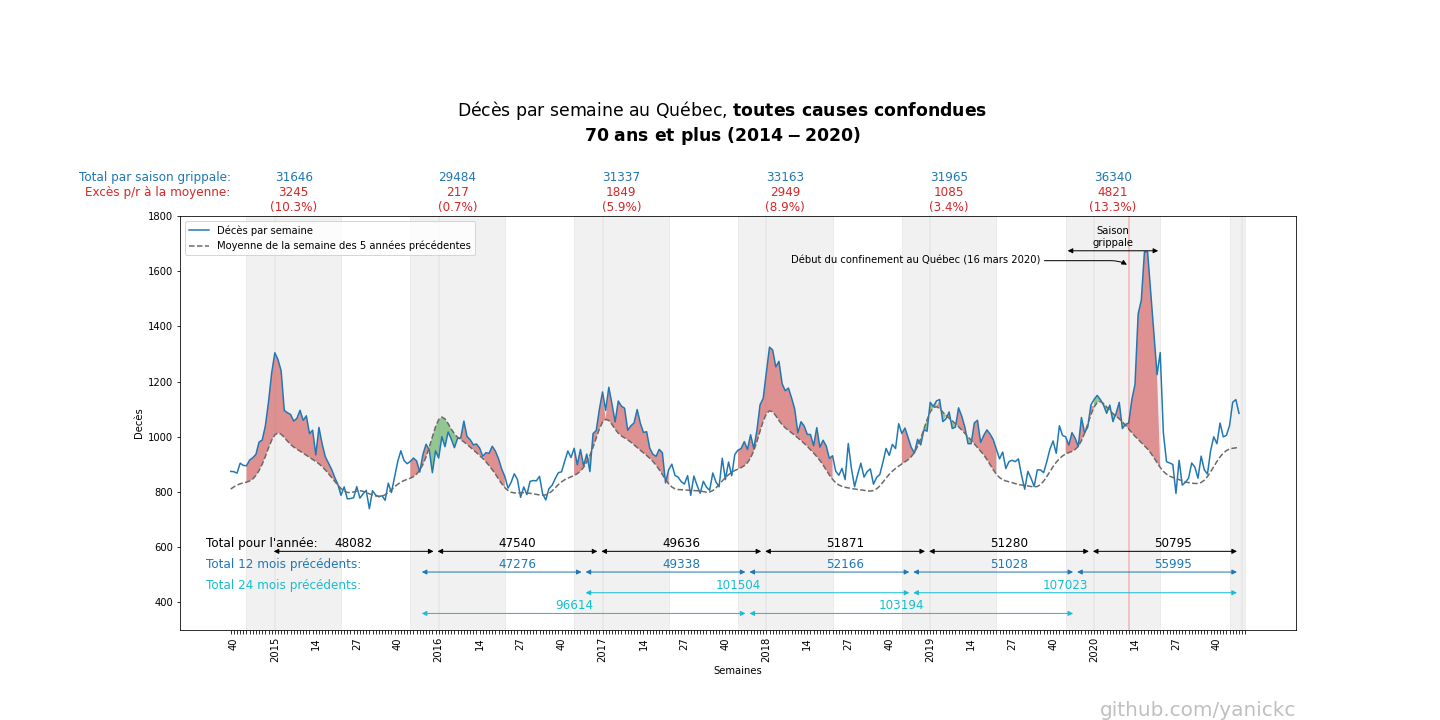 Décès par semaine au Québec, toutes causes confondues
70 ans et plus (2014 – 2020)
Total par saison grippale: 31646 29484 31337 33163 31965 36340
Excès p/r à la moyenne: 3245 217 1849 2949 1085 4821
(10.3%) (0.7%) (5.9%) (8.9%) (3.4%) (13.3%)
1800
Décès par semaine
Moyenne de la semaine des 5 années précédentes
Saison
grippale
Début du confinement au Québec (16 mars 2020)
1600
1400
1200
1000
800
600
400
Décès
Total pour l'année: 48082 47540 49636 51871 51280 50795
Total 12 mois précédents: 47276 49338 52166 51028 55995
Total 24 mois précédents: 101504 107023
96614 103194
40 2015 14 27 40 2016 14 27 40 2017 14 27 40 2018 14 27 40 2019 14 27 40 2020 14 27 40
Semaines
github.com/yanickc